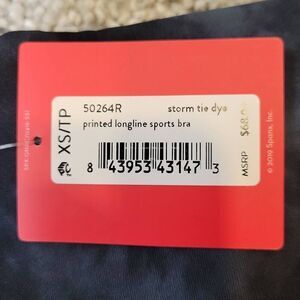 XS/TP
50264R storm tie dye
printed longline sports bra
8 43953 43147 3
MSRP
© 2019 Spanx, Inc.